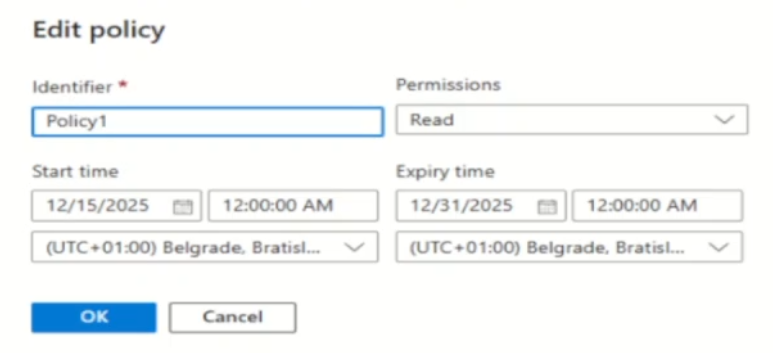 Edit policy
Identifier * Permissions
Policy1 Read
Start time Expiry time
12/15/2025 12:00:00 AM 12/31/2025 12:00:00 AM
(UTC+01:00) Belgrade, Bratisl... (UTC+01:00) Belgrade, Bratisl...
OK Cancel